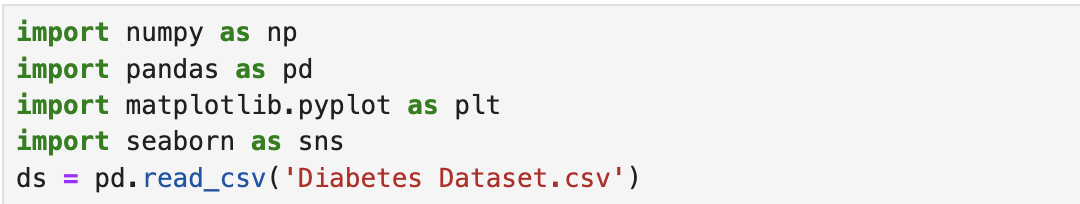 import numpy as np
import pandas as pd
import matplotlib.pyplot as plt
import seaborn as sns
ds = pd.read_csv('Diabetes Dataset.csv')